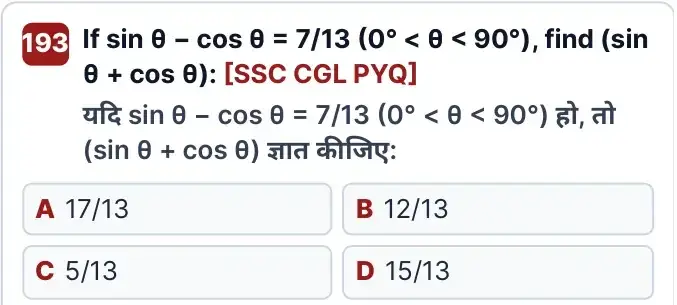 193 If sin θ − cos θ = 7/13 (0° < θ < 90°), find (sin
θ + cos θ): [SSC CGL PYQ]
यदि sin θ − cos θ = 7/13 (0° < θ < 90°) हो, तो
(sin θ + cos θ) ज्ञात कीजिए:
A 17/13
B 12/13
C 5/13
D 15/13